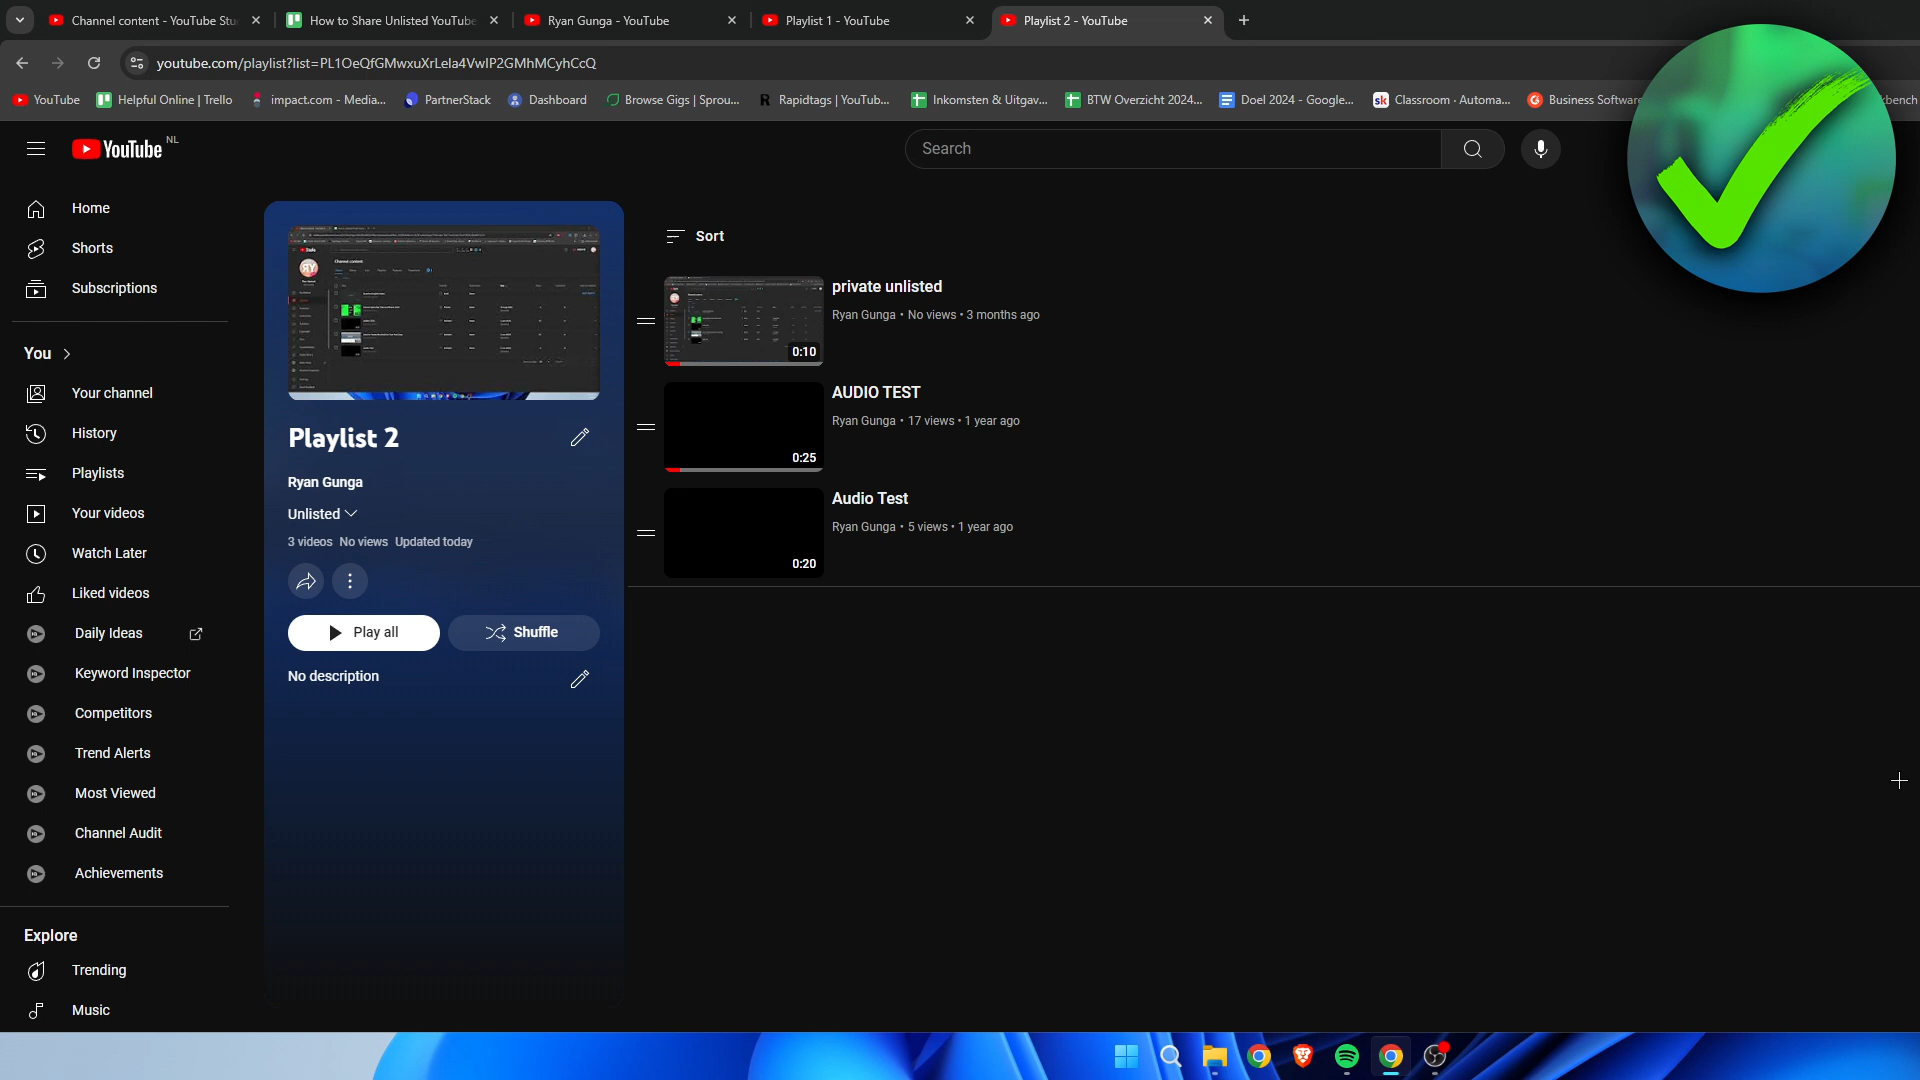 Channel content - YouTube Stu
How to Share Unlisted YouTube
Ryan Gunga - YouTube
Playlist 1 - YouTube
Playlist 2 - YouTube
youtube.com/playlist?list=PL1OeQfGMwxuXrLela4VwIP2GMhMCyhCcQ
YouTube
Helpful Online | Trello
impact.com - Media...
PartnerStack
Dashboard
Browse Gigs | Sprou...
Rapidtags | YouTub...
Inkomsten & Uitgav...
BTW Overzicht 2024...
Doel 2024 - Google...
Classroom · Automa...
Business Software
bench
YouTube NL
Search
Home
Shorts
Subscriptions
You
Your channel
History
Playlists
Your videos
Watch Later
Liked videos
Daily Ideas
Keyword Inspector
Competitors
Trend Alerts
Most Viewed
Channel Audit
Achievements
Explore
Trending
Music
Playlist 2
Ryan Gunga
Unlisted
3 videos No views Updated today
Play all
Shuffle
No description
Sort
private unlisted
Ryan Gunga • No views • 3 months ago
0:10
AUDIO TEST
Ryan Gunga • 17 views • 1 year ago
0:25
Audio Test
Ryan Gunga • 5 views • 1 year ago
0:20